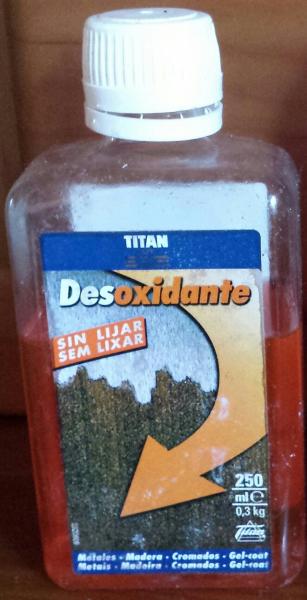 TITAN
Desoxidante
SIN LIJAR
SEM LIXAR
250
ml e
0,3 kg
Metales - Madera - Cromados - Gel-coat
Metais - Madeira - Cromados - Gel-coat